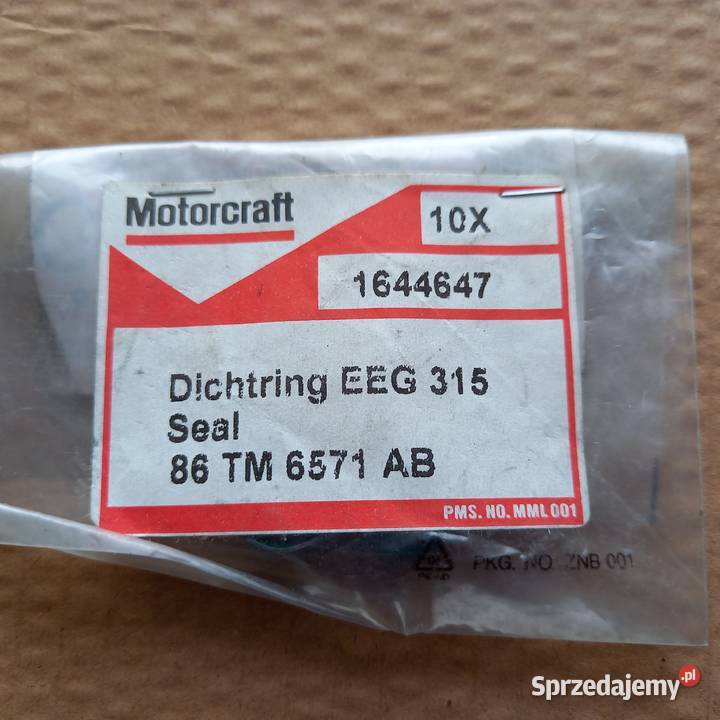 Motorcraft
10X
1644647
Dichtring EEG 315
Seal
86 TM 6571 AB
PMS. NO. MML 001
PKG. NO. ZNB 001
Sprzedajemy.pl